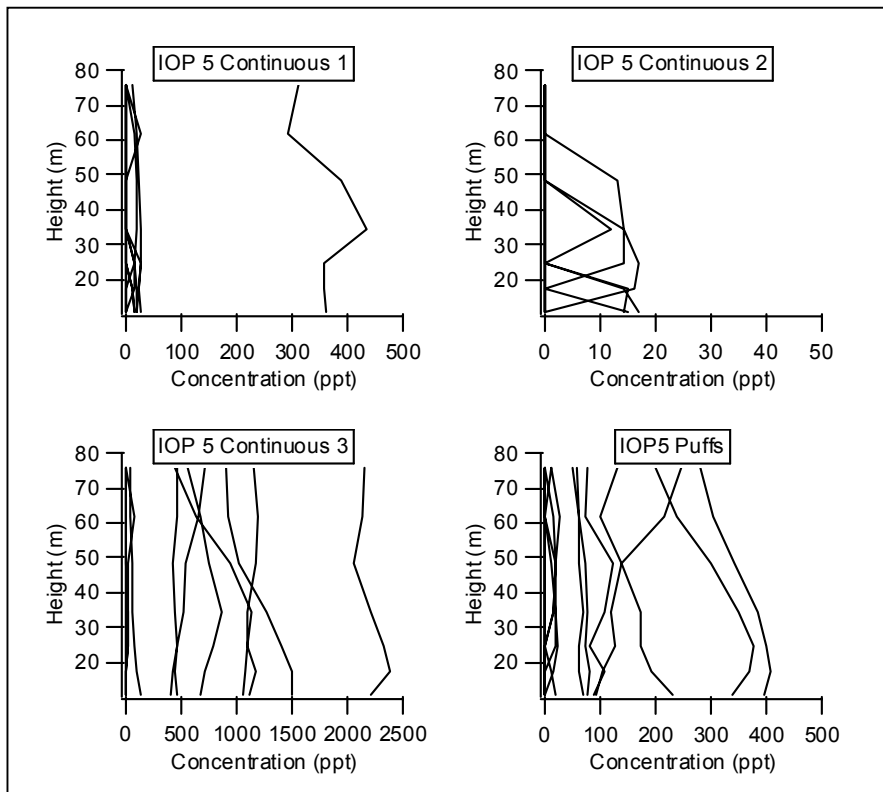 IOP 5 Continuous 1
80
70
60
50
40
30
20
Height (m)
0 100 200 300 400 500
Concentration (ppt)
IOP 5 Continuous 2
80
70
60
50
40
30
20
Height (m)
0 10 20 30 40 50
Concentration (ppt)
IOP 5 Continuous 3
80
70
60
50
40
30
20
Height (m)
0 500 1000 1500 2000 2500
Concentration (ppt)
IOP5 Puffs
80
70
60
50
40
30
20
Height (m)
0 100 200 300 400 500
Concentration (ppt)